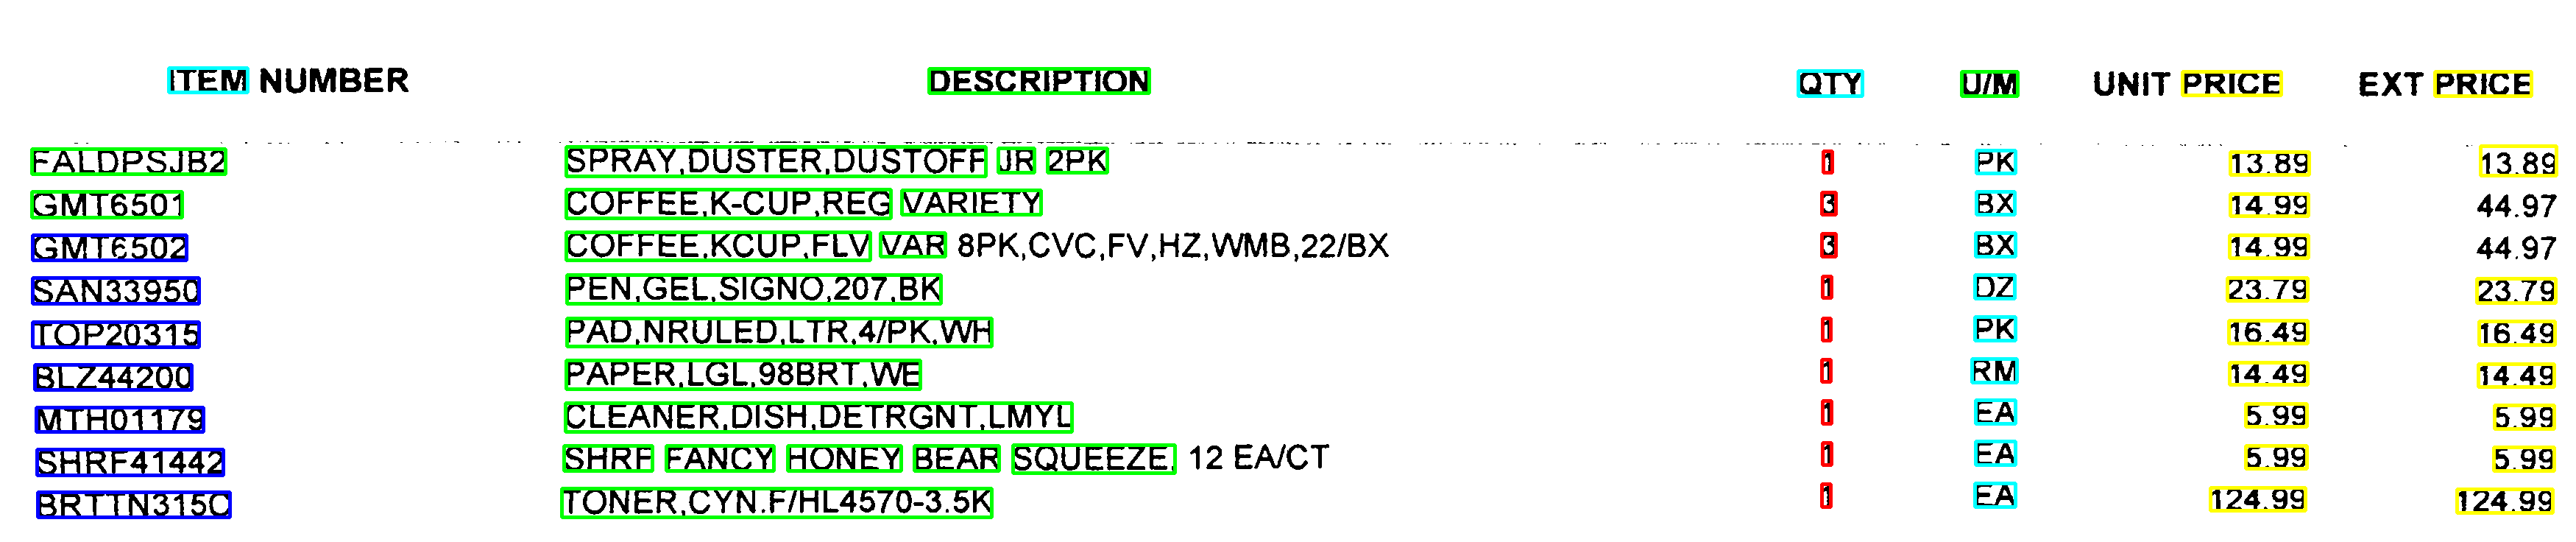 ITEM NUMBER DESCRIPTION QTY U/M UNIT PRICE EXT PRICE
FALDPSJB2 SPRAY,DUSTER,DUSTOFF JR 2PK 1 PK 13.89 13.89
GMT6501 COFFEE,K-CUP,REG VARIETY 3 BX 14.99 44.97
GMT6502 COFFEE,KCUP,FLV VAR 8PK,CVC,FV,HZ,WMB,22/BX 3 BX 14.99 44.97
SAN33950 PEN,GEL,SIGNO,207,BK 1 DZ 23.79 23.79
TOP20315 PAD,NRULED,LTR,4/PK,WH 1 PK 16.49 16.49
BLZ44200 PAPER,LGL,98BRT,WE 1 RM 14.49 14.49
MTH01179 CLEANER,DISH,DETRGNT,LMYL 1 EA 5.99 5.99
SHRF41442 SHRF FANCY HONEY BEAR SQUEEZE, 12 EA/CT 1 EA 5.99 5.99
BRTTN315C TONER,CYN.F/HL4570-3.5K 1 EA 124.99 124.99